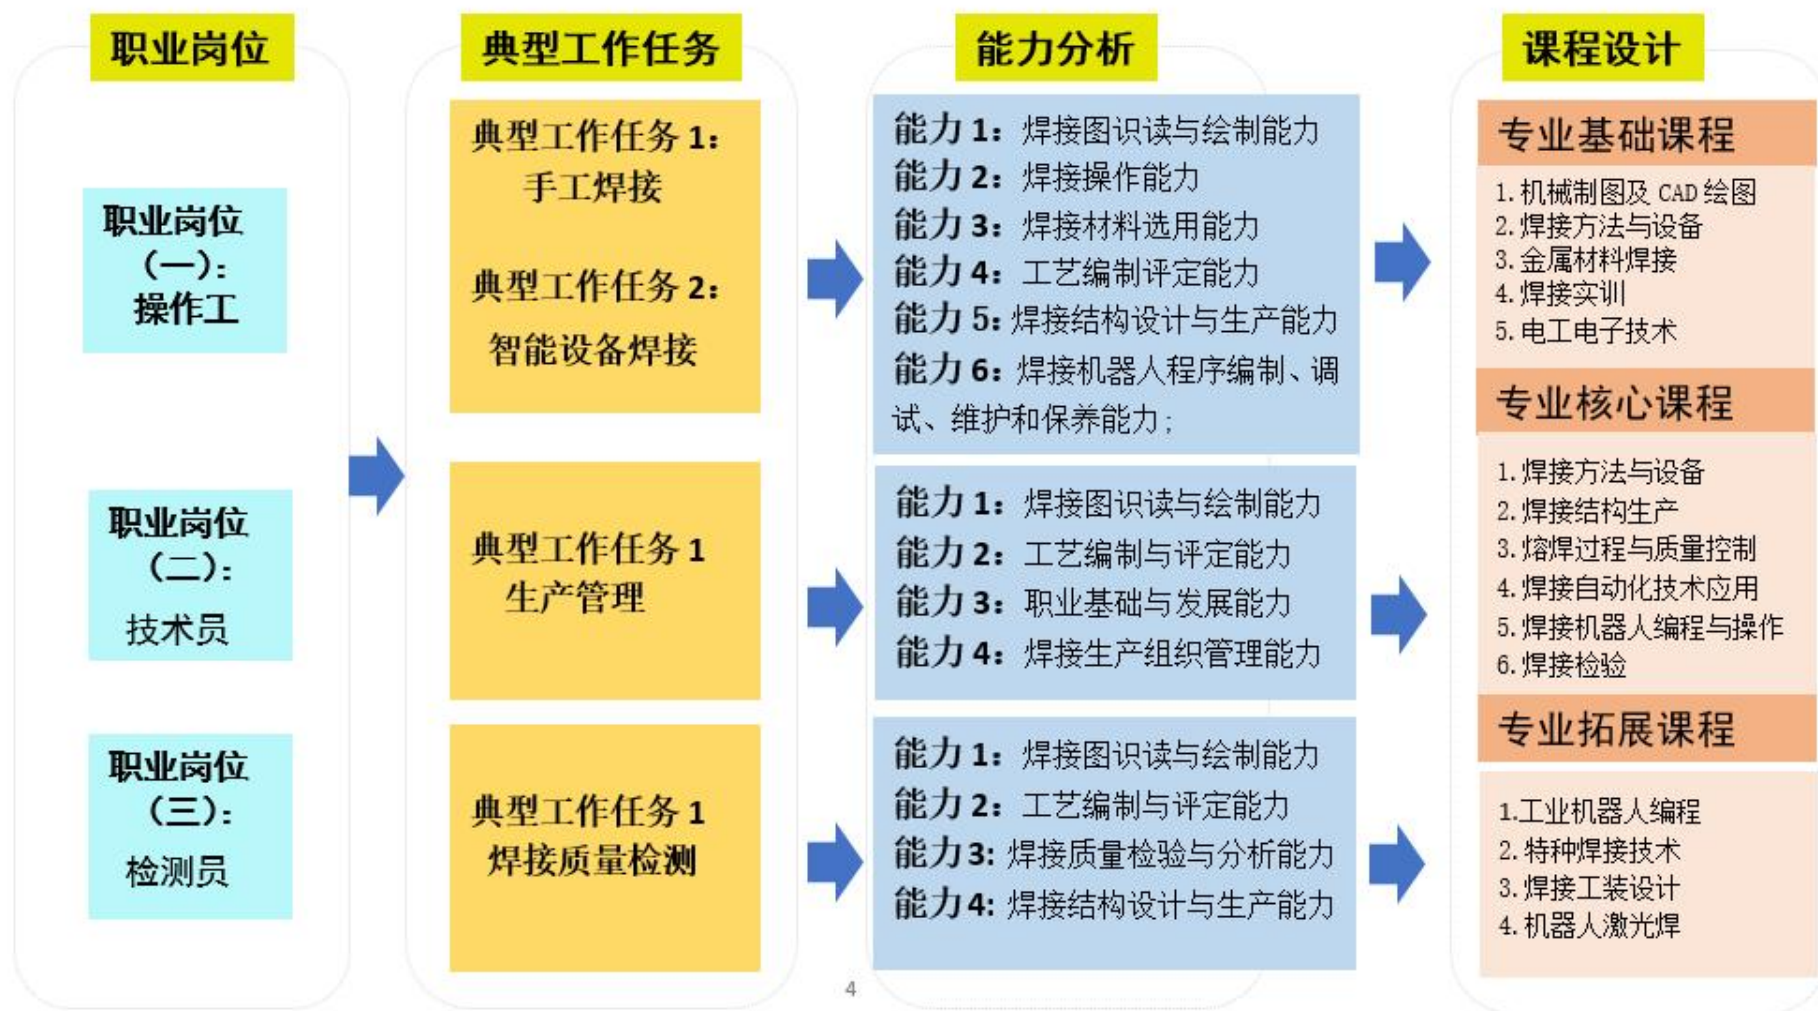 职业岗位
典型工作任务
能力分析
课程设计
职业岗位
（一）：
操作工
职业岗位
（二）：
技术员
职业岗位
（三）：
检测员
典型工作任务 1：
手工焊接
典型工作任务 2：
智能设备焊接
典型工作任务 1
生产管理
典型工作任务 1
焊接质量检测
能力 1：焊接图识读与绘制能力
能力 2：焊接操作能力
能力 3：焊接材料选用能力
能力 4：工艺编制评定能力
能力 5：焊接结构设计与生产能力
能力 6：焊接机器人程序编制、调
试、维护和保养能力；
能力 1：焊接图识读与绘制能力
能力 2：工艺编制与评定能力
能力 3：职业基础与发展能力
能力 4：焊接生产组织管理能力
能力 1：焊接图识读与绘制能力
能力 2：工艺编制与评定能力
能力 3：焊接质量检验与分析能力
能力 4：焊接结构设计与生产能力
专业基础课程
1.机械制图及 CAD 绘图
2.焊接方法与设备
3.金属材料焊接
4.焊接实训
5.电工电子技术
专业核心课程
1.焊接方法与设备
2.焊接结构生产
3.熔焊过程与质量控制
4.焊接自动化技术应用
5.焊接机器人编程与操作
6.焊接检验
专业拓展课程
1.工业机器人编程
2.特种焊接技术
3.焊接工装设计
4.机器人激光焊
4